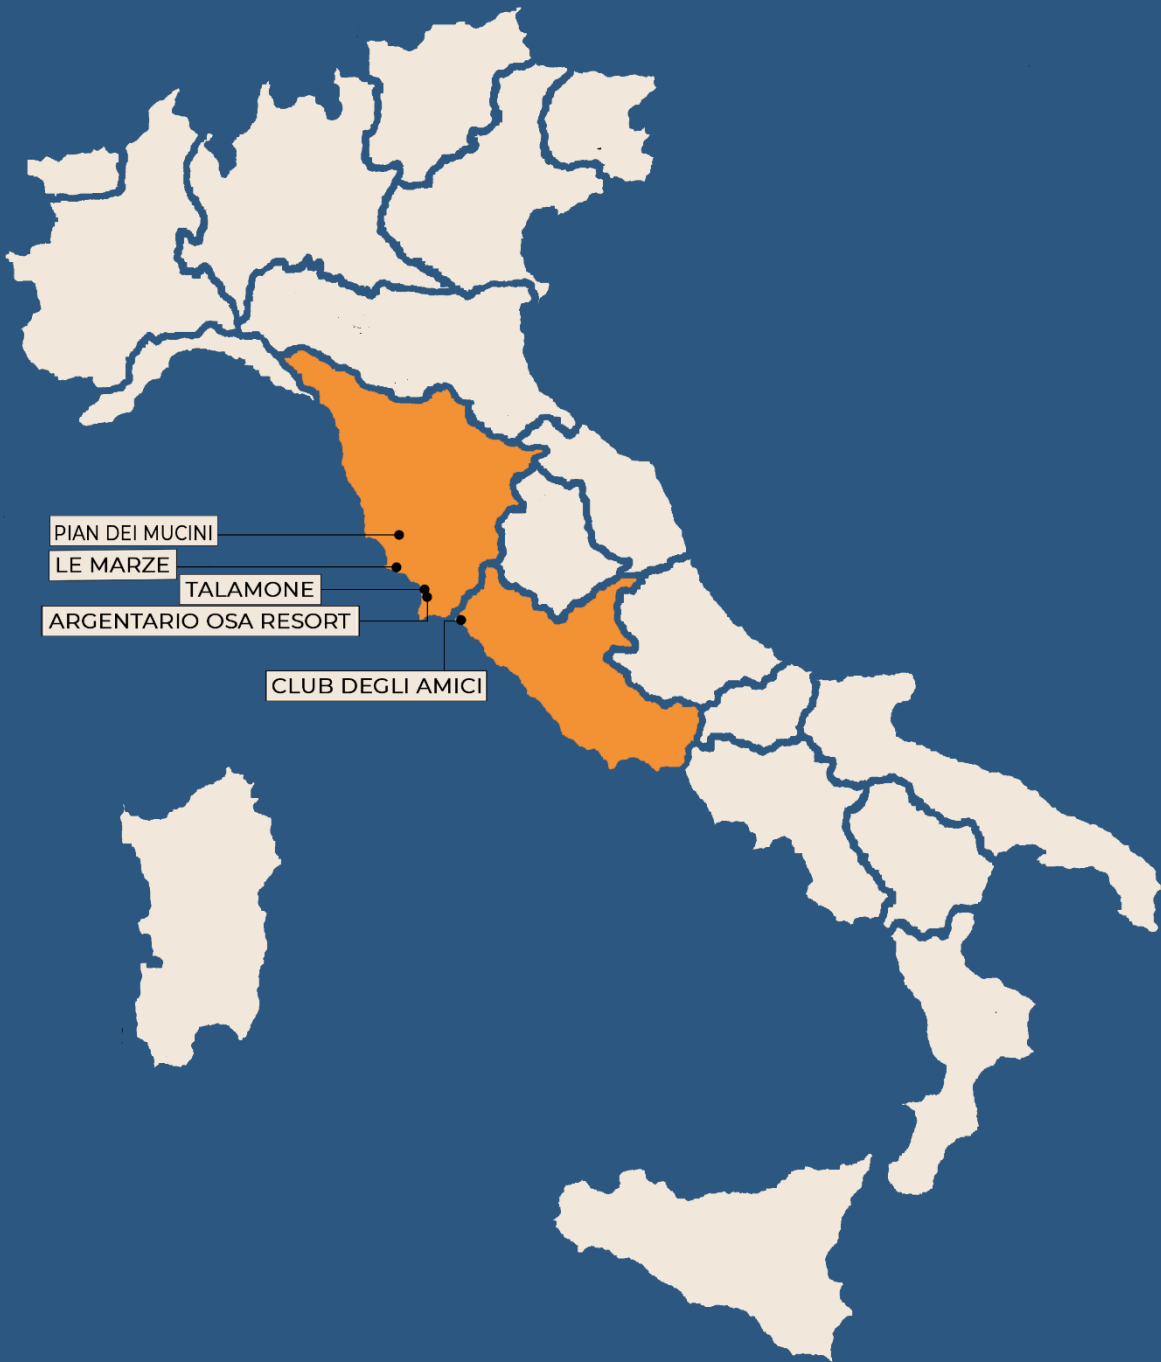 PIAN DEI MUCINI
LE MARZE
TALAMONE
ARGENTARIO OSA RESORT
CLUB DEGLI AMICI